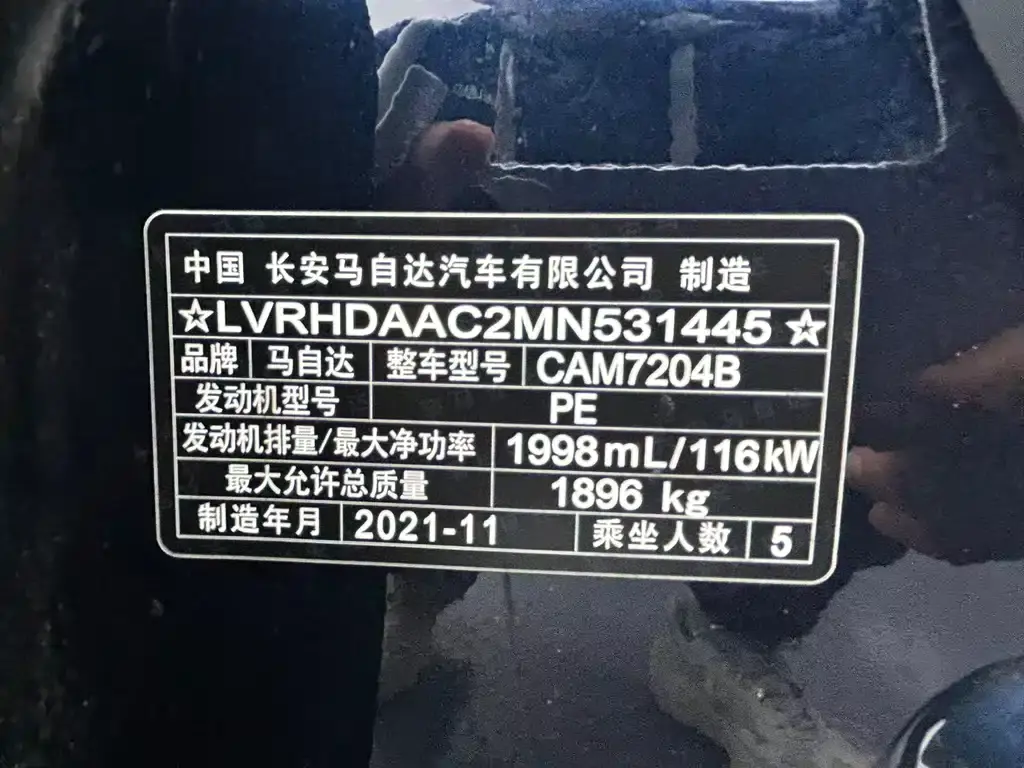 中国 长安马自达汽车有限公司 制造
☆LVRHDAAC2MN531445☆
品牌 马自达 整车型号 CAM7204B
发动机型号 PE
发动机排量/最大净功率 1998mL/116kW
最大允许总质量 1896 kg
制造年月 2021-11 乘坐人数 5